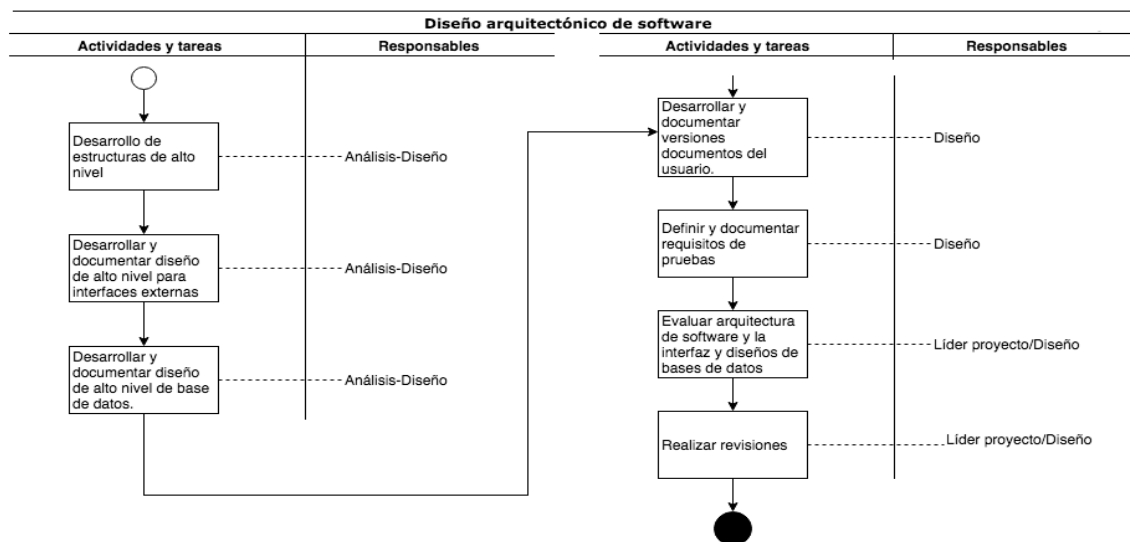 Diseño arquitectónico de software
Actividades y tareas
Responsables
Desarrollo de
estructuras de alto
nivel
Análisis-Diseño
Desarrollar y
documentar diseño
de alto nivel para
interfaces externas
Análisis-Diseño
Desarrollar y
documentar diseño
de alto nivel de base
de datos.
Análisis-Diseño
Actividades y tareas
Responsables
Desarrollar y
documentar
versiones
documentos del
usuario.
Diseño
Definir y documentar
requisitos de
pruebas
Diseño
Evaluar arquitectura
de software y la
interfaz y diseños de
bases de datos
Líder proyecto/Diseño
Realizar revisiones
Líder proyecto/Diseño